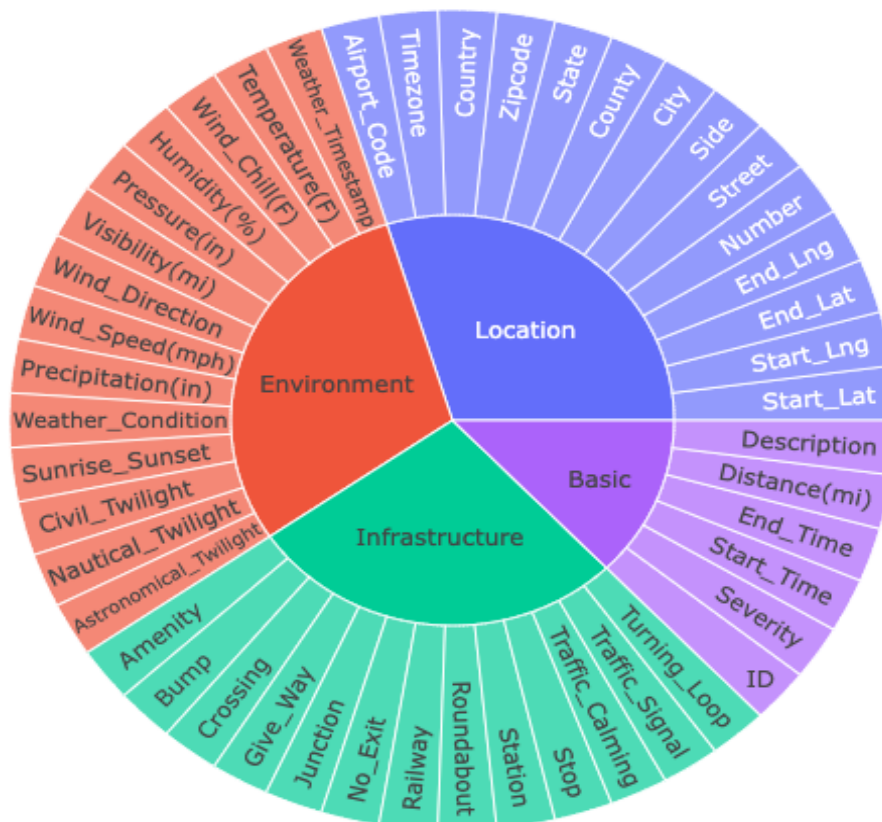 Location
Airport_Code
Timezone
Country
Zipcode
State
County
City
Side
Street
Number
End_Lng
End_Lat
Start_Lng
Start_Lat
Basic
Description
Distance(mi)
End_Time
Start_Time
Severity
ID
Infrastructure
Turning_Loop
Traffic_Signal
Traffic_Calming
Stop
Station
Roundabout
Railway
No_Exit
Junction
Give_Way
Crossing
Bump
Amenity
Environment
Astronomical_Twilight
Nautical_Twilight
Civil_Twilight
Sunrise_Sunset
Weather_Condition
Precipitation(in)
Wind_Speed(mph)
Wind_Direction
Visibility(mi)
Pressure(in)
Humidity(%)
Wind_Chill(F)
Temperature(F)
Weather_Timestamp